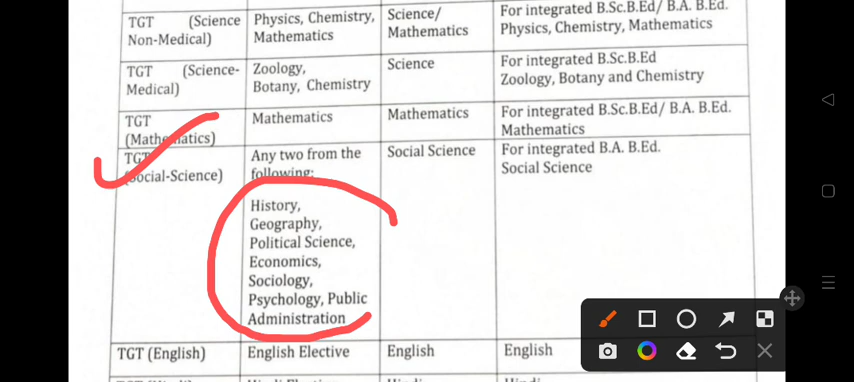 TGT (Science Non-Medical)
Physics, Chemistry, Mathematics
Science/ Mathematics
For integrated B.Sc.B.Ed/ B.A. B.Ed.
Physics, Chemistry, Mathematics
TGT (Science-Medical)
Zoology,
Botany, Chemistry
Science
For integrated B.Sc.B.Ed
Zoology, Botany and Chemistry
TGT
(Mathematics)
Mathematics
Mathematics
For integrated B.Sc.B.Ed/ B.A. B.Ed.
Mathematics
TGT
(Social-Science)
Any two from the
following:
History,
Geography,
Political Science,
Economics,
Sociology,
Psychology, Public
Administration
Social Science
For integrated B.A. B.Ed.
Social Science
TGT (English)
English Elective
English
English